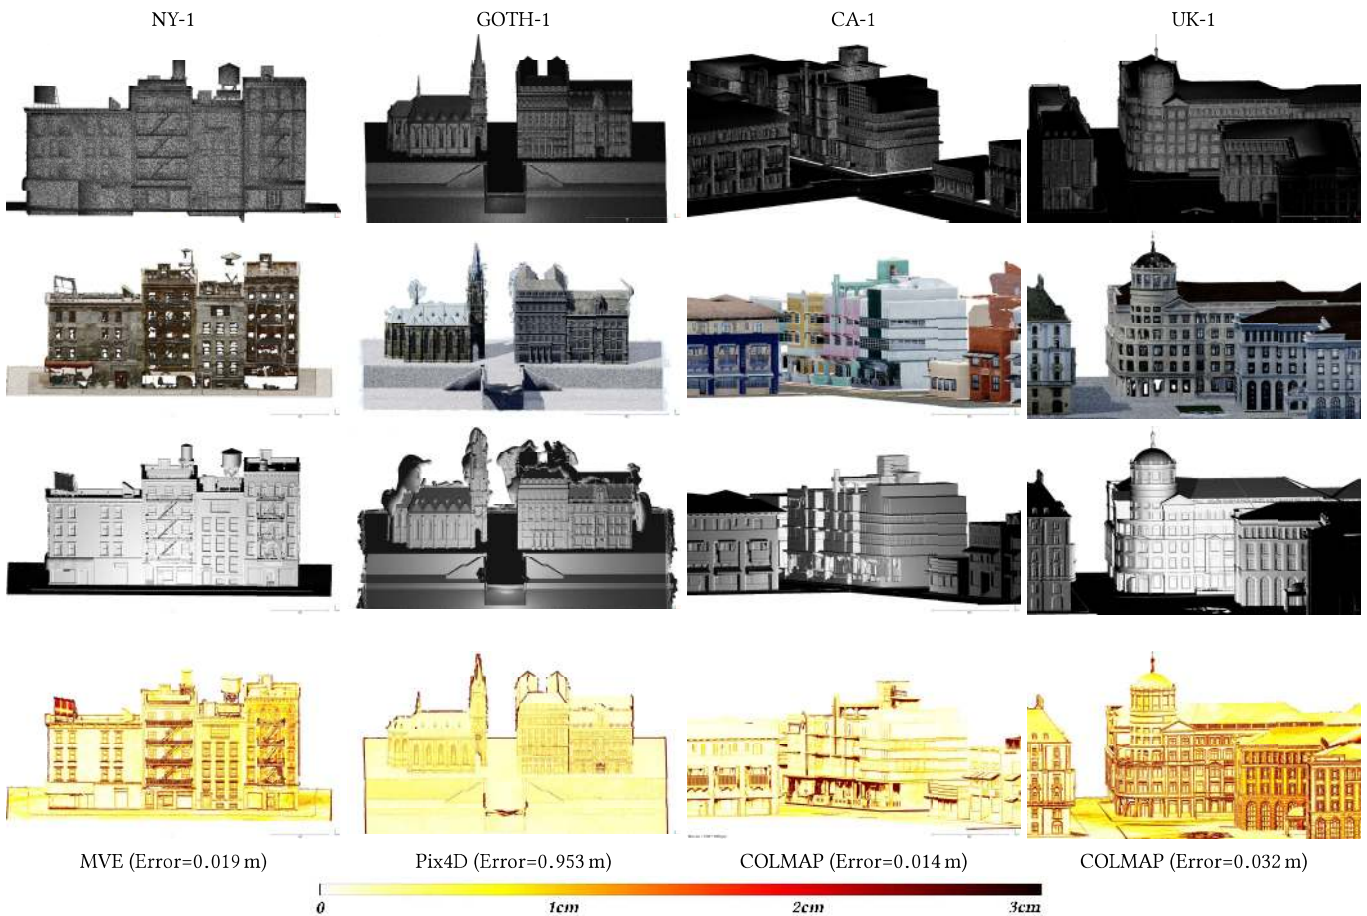 NY-1 GOTH-1 CA-1 UK-1
MVE (Error=0.019 m) Pix4D (Error=0.953 m) COLMAP (Error=0.014 m) COLMAP (Error=0.032 m)
0 1cm 2cm 3cm